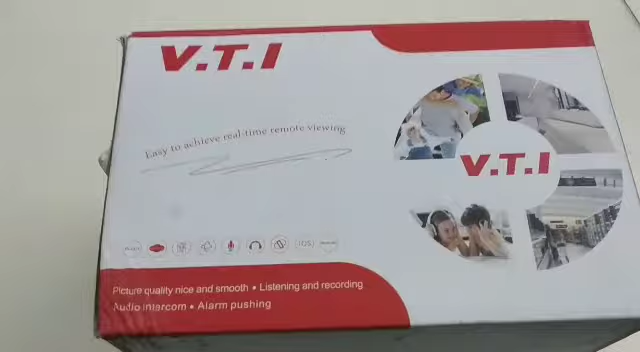 V.T.I
Easy to achieve real-time remote viewing
V.T.I
iOS
Picture quality nice and smooth • Listening and recording
Audio intercom • Alarm pushing